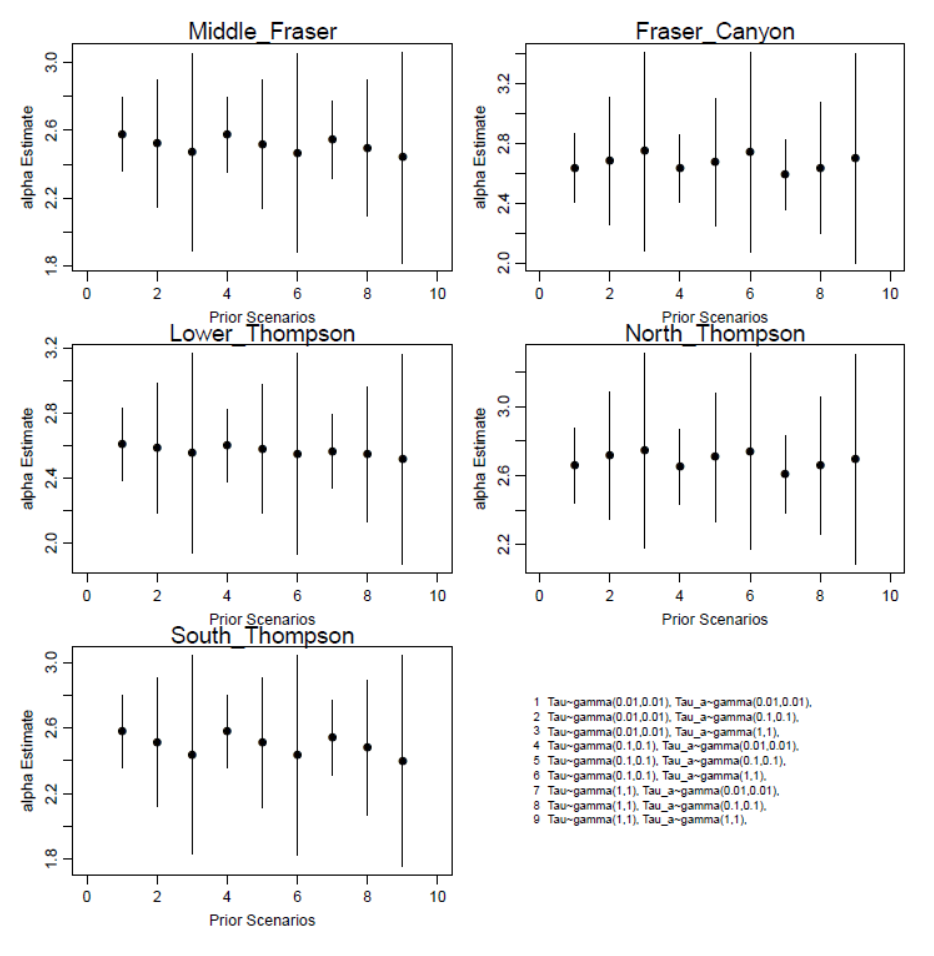 Middle_Fraser
alpha Estimate
1.8 2.2 2.6 3.0
0 2 4 6 8 10
Prior Scenarios
Fraser_Canyon
alpha Estimate
2.0 2.4 2.8 3.2
0 2 4 6 8 10
Prior Scenarios
Lower_Thompson
alpha Estimate
2.0 2.4 2.8 3.2
0 2 4 6 8 10
Prior Scenarios
North_Thompson
alpha Estimate
2.2 2.6 3.0
0 2 4 6 8 10
Prior Scenarios
South_Thompson
alpha Estimate
1.8 2.2 2.6 3.0
0 2 4 6 8 10
Prior Scenarios
1 Tau~gamma(0.01,0.01), Tau_a~gamma(0.01,0.01),
2 Tau~gamma(0.01,0.01), Tau_a~gamma(0.1,0.1),
3 Tau~gamma(0.01,0.01), Tau_a~gamma(1,1),
4 Tau~gamma(0.1,0.1), Tau_a~gamma(0.01,0.01),
5 Tau~gamma(0.1,0.1), Tau_a~gamma(0.1,0.1),
6 Tau~gamma(0.1,0.1), Tau_a~gamma(1,1),
7 Tau~gamma(1,1), Tau_a~gamma(0.01,0.01),
8 Tau~gamma(1,1), Tau_a~gamma(0.1,0.1),
9 Tau~gamma(1,1), Tau_a~gamma(1,1),